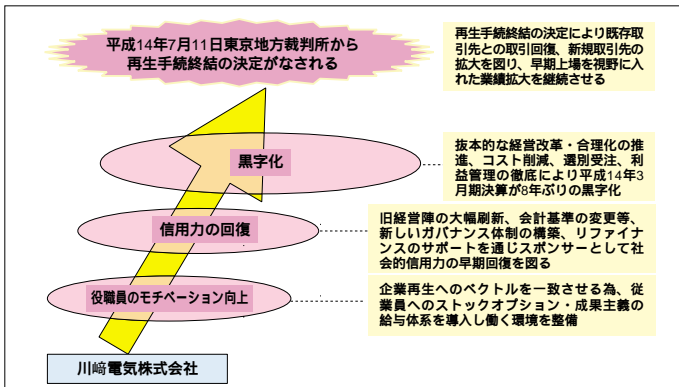 平成14年7月11日東京地方裁判所から
再生手続終結の決定がなされる
再生手続終結の決定により既存取
引先との取引回復、新規取引先の
拡大を図り、早期上場を視野に入
れた業績拡大を継続させる
黒字化
抜本的な経営改革・合理化の推
進、コスト削減、選別受注、利
益管理の徹底により平成14年3
月期決算が8年ぶりの黒字化
信用力の回復
旧経営陣の大幅刷新、会計基準の変更等、
新しいガバナンス体制の構築、リファイ
ナンスのサポートを通じスポンサーとして社
会的信用力の早期回復を図る
役職員のモチベーション向上
企業再生へのベクトルを一致させる為、従
業員へのストックオプション・成果主義の
給与体系を導入し働く環境を整備
川﨑電気株式会社